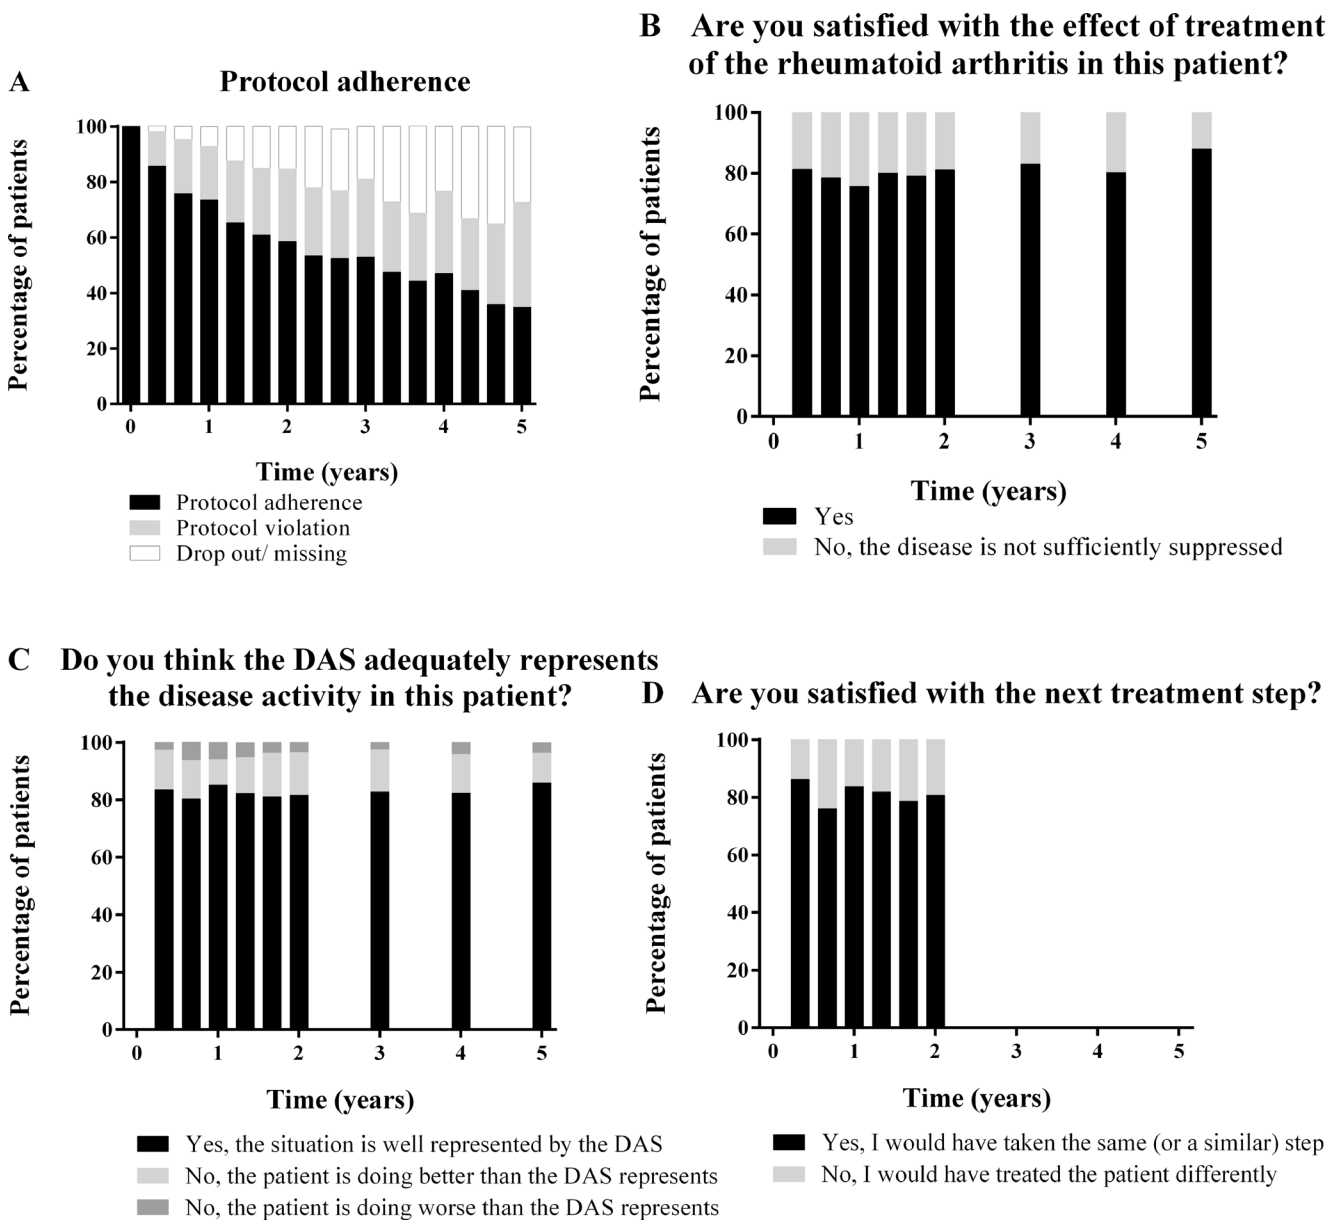 A
Protocol adherence
Percentage of patients
100
80
60
40
20
0
0 1 2 3 4 5
Time (years)
Protocol adherence
Protocol violation
Drop out/ missing
B Are you satisfied with the effect of treatment
of the rheumatoid arthritis in this patient?
Percentage of patients
100
80
60
40
20
0
0 1 2 3 4 5
Time (years)
Yes
No, the disease is not sufficiently suppressed
C Do you think the DAS adequately represents
the disease activity in this patient?
Percentage of patients
100
80
60
40
20
0
0 1 2 3 4 5
Time (years)
Yes, the situation is well represented by the DAS
No, the patient is doing better than the DAS represents
No, the patient is doing worse than the DAS represents
D Are you satisfied with the next treatment step?
Percentage of patients
100
80
60
40
20
0
0 1 2 3 4 5
Time (years)
Yes, I would have taken the same (or a similar) step
No, I would have treated the patient differently